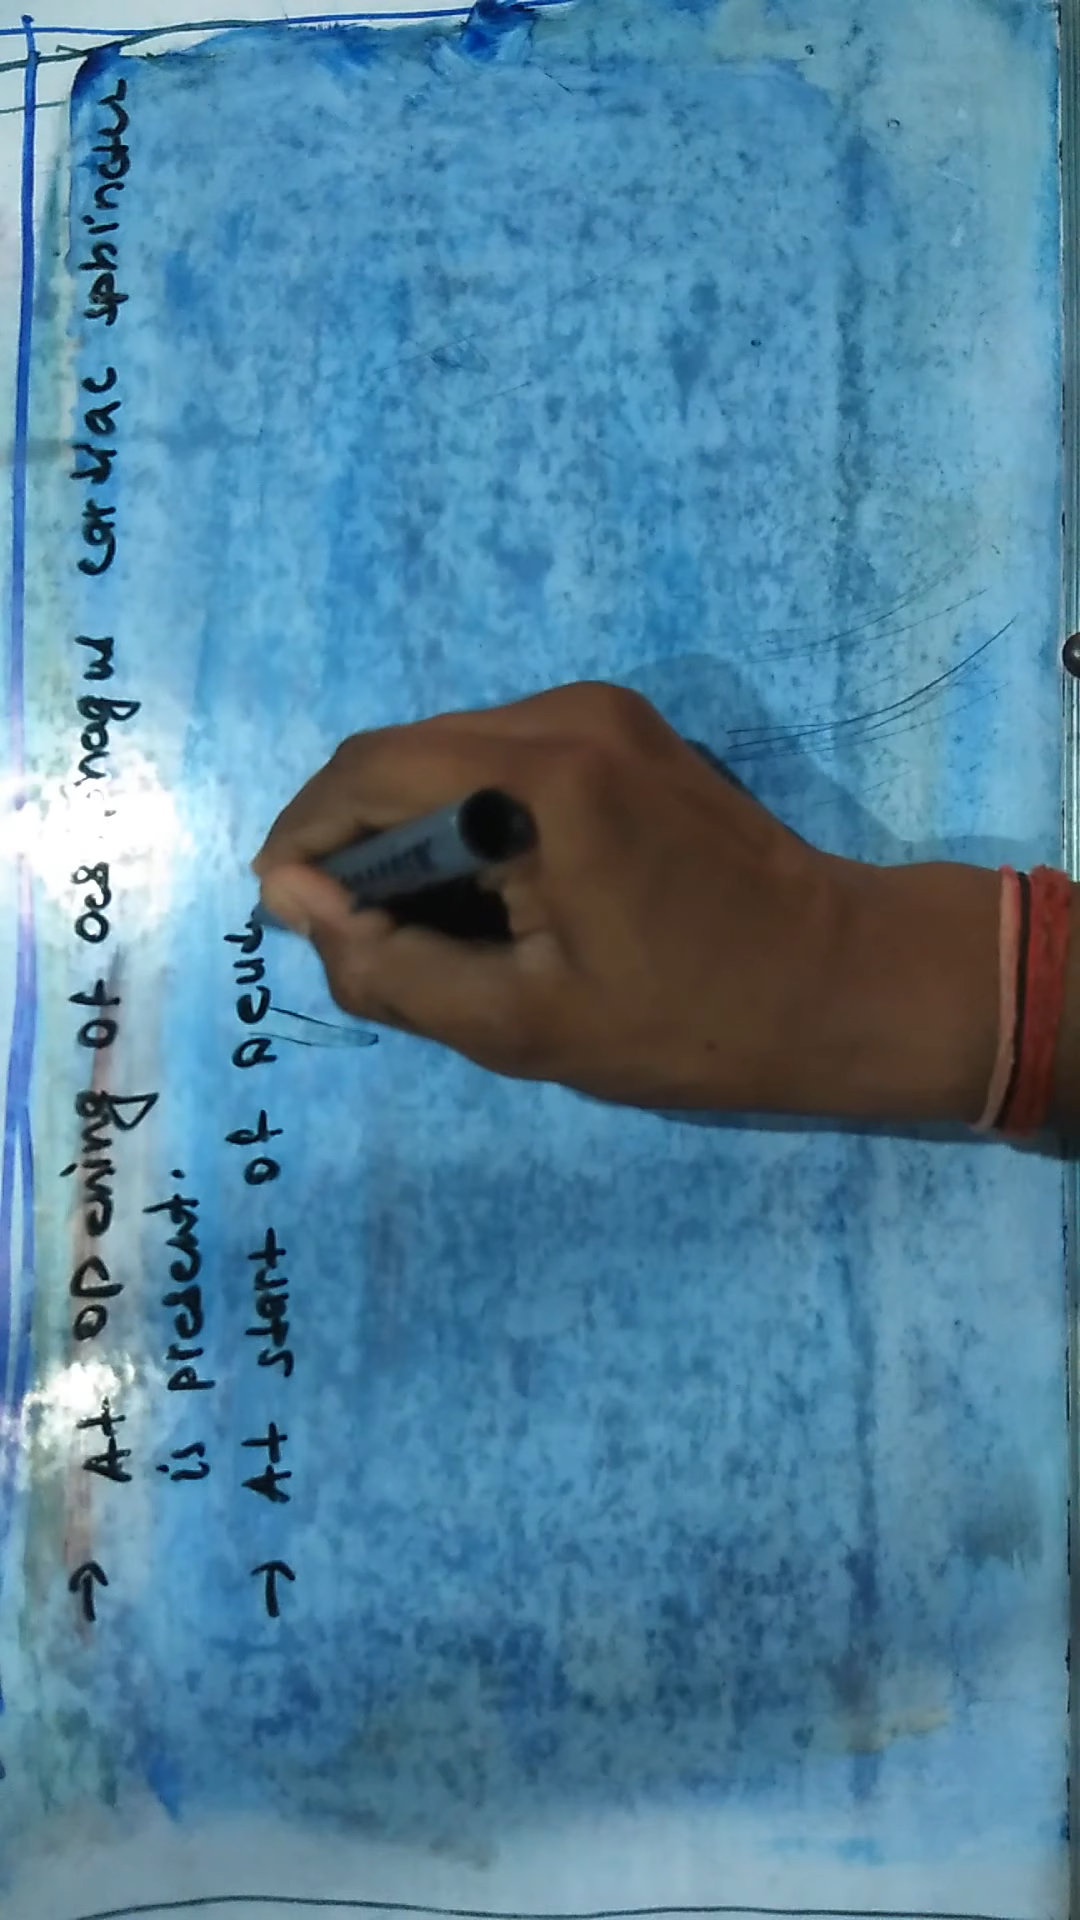 → At opening of oesophagus cardiac sphincter
is present.
→ At start of